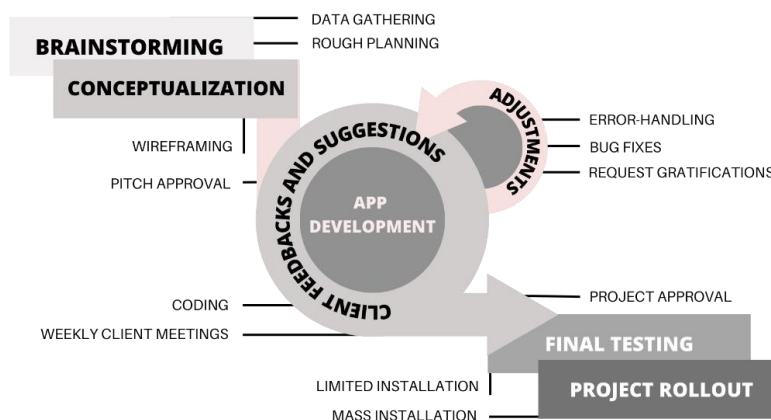 DATA GATHERING
BRAINSTORMING
ROUGH PLANNING
CONCEPTUALIZATION
WIREFRAMING
PITCH APPROVAL
CLIENT FEEDBACKS AND SUGGESTIONS
APP
DEVELOPMENT
ADJUSTMENTS
ERROR-HANDLING
BUG FIXES
REQUEST GRATIFICATIONS
CODING
WEEKLY CLIENT MEETINGS
PROJECT APPROVAL
FINAL TESTING
LIMITED INSTALLATION
PROJECT ROLLOUT
MASS INSTALLATION